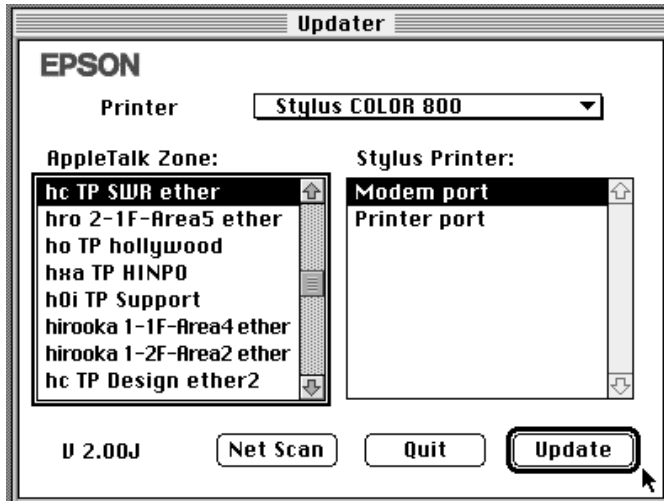 Updater
EPSON
Printer
Stylus COLOR 800
AppleTalk Zone:
hc TP SWR ether
hro 2-1F-Area5 ether
ho TP hollywood
hxa TP HINPO
h0i TP Support
hirooka 1-1F-Area4 ether
hirooka 1-2F-Area2 ether
hc TP Design ether2
Stylus Printer:
Modem port
Printer port
V 2.00J
Net Scan
Quit
Update